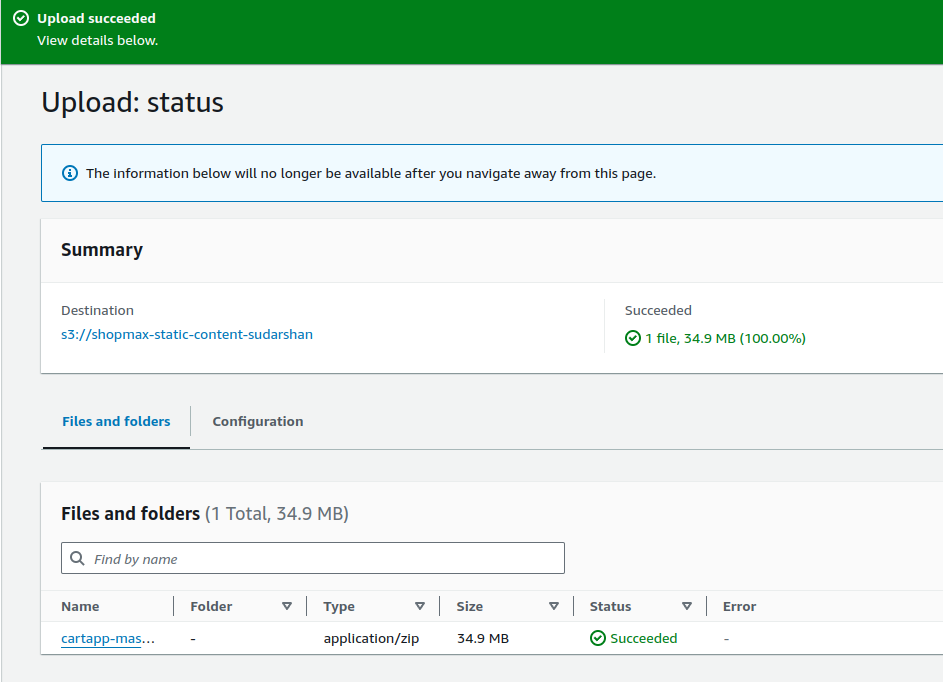 Upload succeeded
View details below.
Upload: status
The information below will no longer be available after you navigate away from this page.
Summary
Destination
s3://shopmax-static-content-sudarshan
Succeeded
1 file, 34.9 MB (100.00%)
Files and folders
Configuration
Files and folders (1 Total, 34.9 MB)
Find by name
Name Folder Type Size Status Error
cartapp-mas... - application/zip 34.9 MB Succeeded -